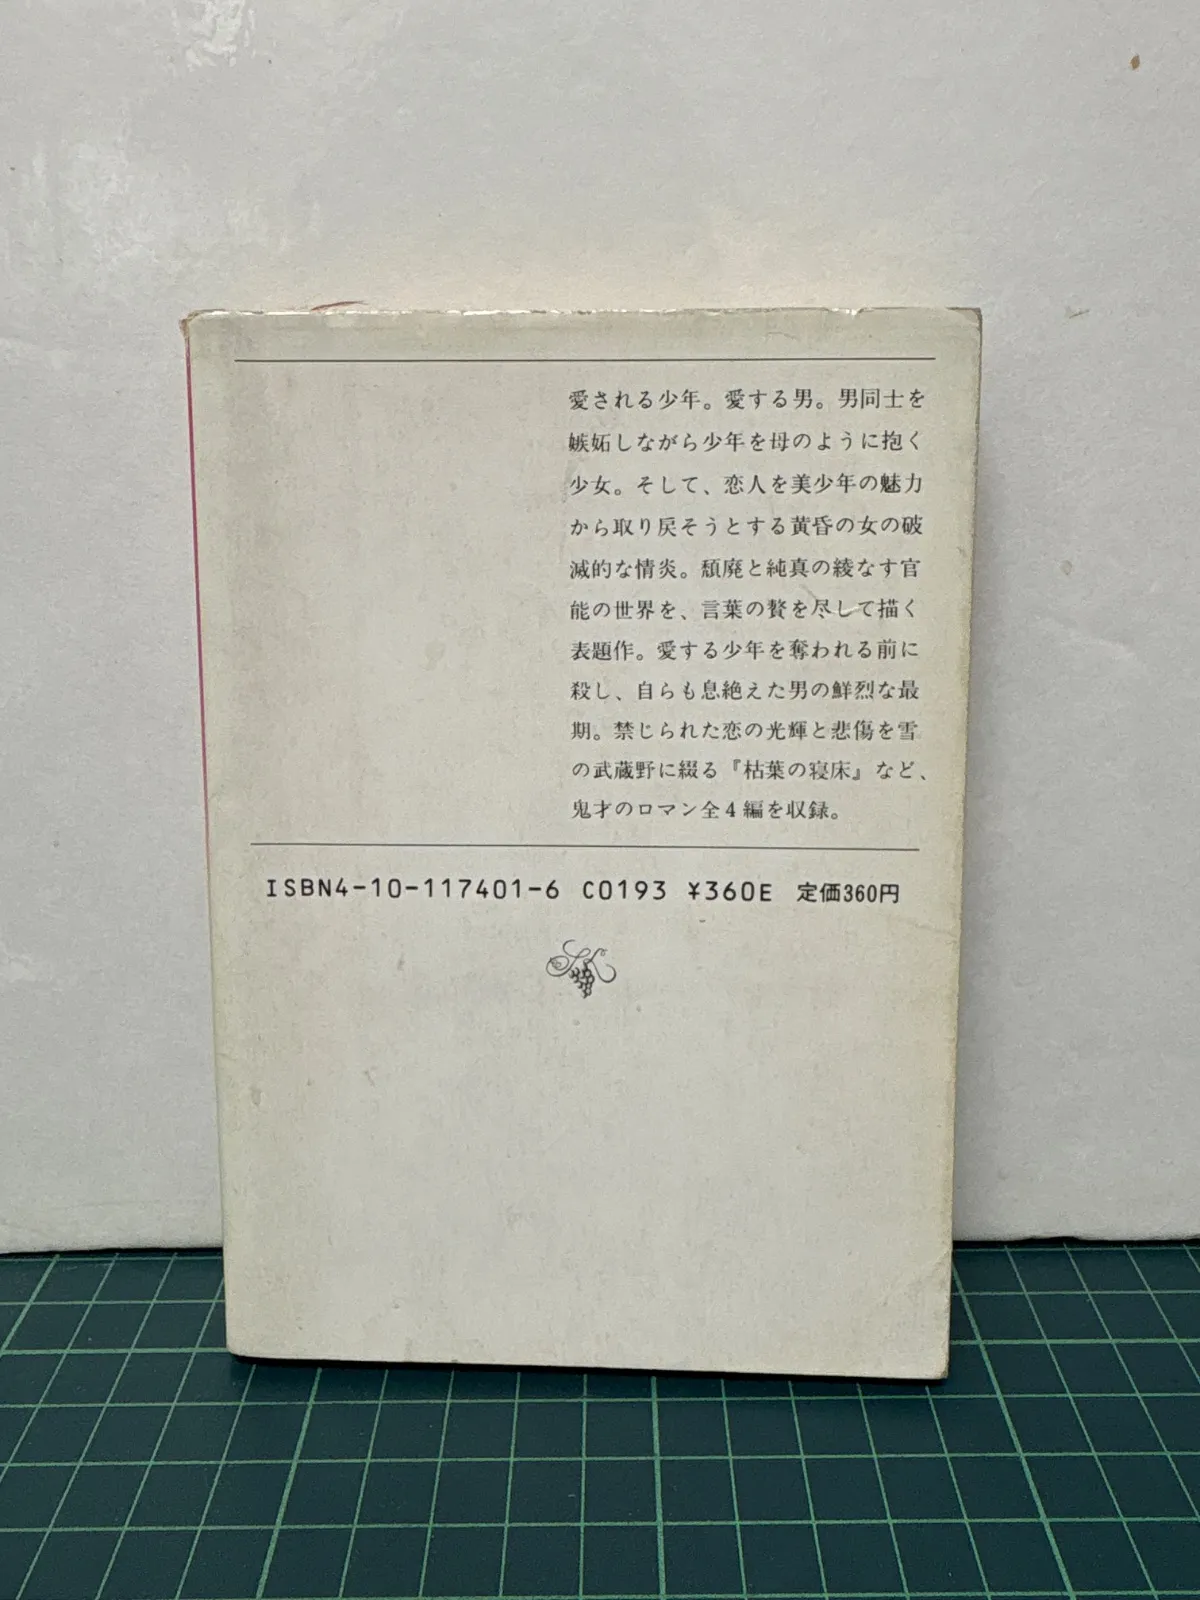 愛される少年。愛する男。男同士を
嫉妬しながら少年を母のように抱く
少女。そして、恋人を美少年の魅力
から取り戻そうとする黄昏の女の破
滅的な情炎。頽廃と純真の綾なす官
能の世界を、言葉の贅を尽して描く
表題作。愛する少年を奪われる前に
殺し、自らも息絶えた男の鮮烈な最
期。禁じられた恋の光輝と悲傷を雪
の武蔵野に綴る『枯葉の寝床』など、
鬼才のロマン全4編を収録。
ISBN4-10-117401-6 C0193 ¥360E 定価360円